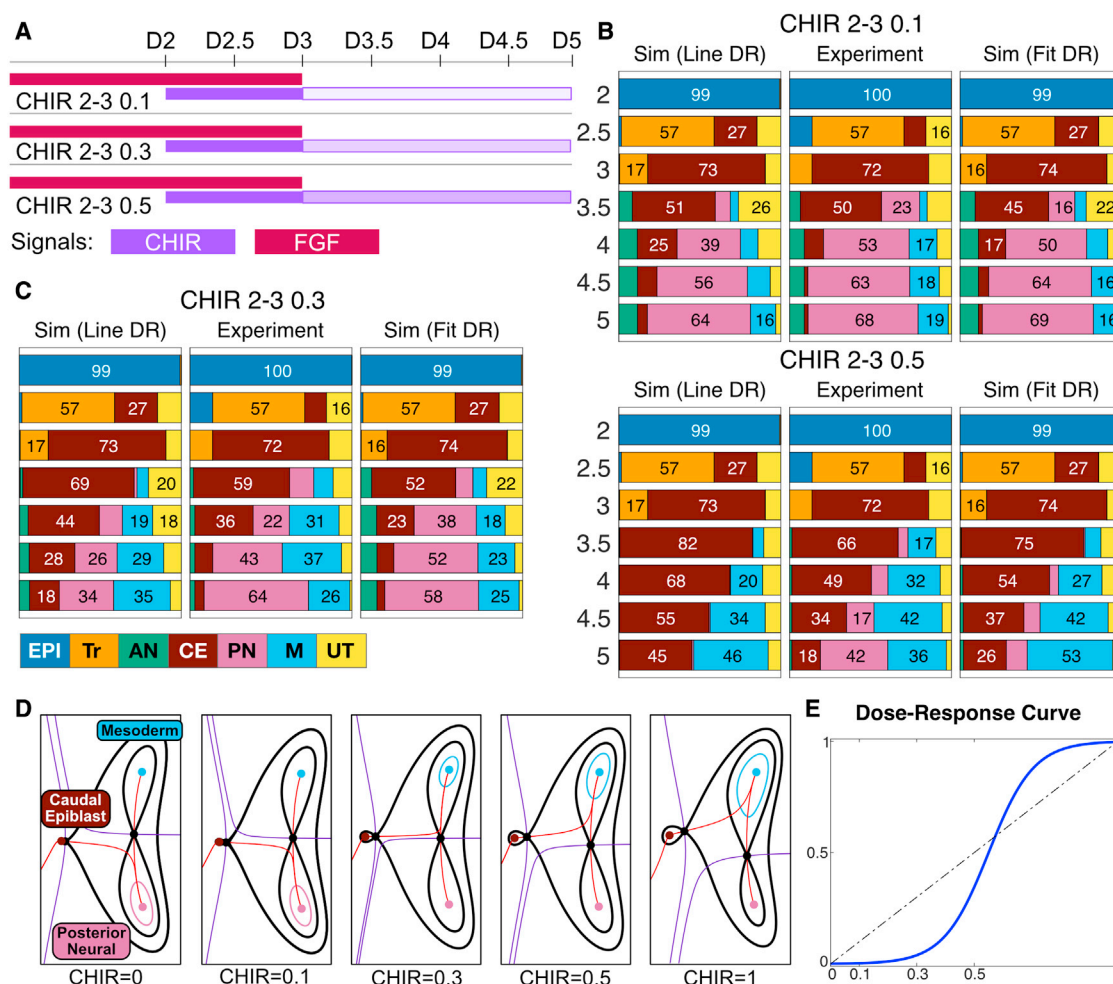 A
D2 D2.5 D3 D3.5 D4 D4.5 D5
CHIR 2-3 0.1
CHIR 2-3 0.3
CHIR 2-3 0.5
Signals: CHIR FGF
B
CHIR 2-3 0.1
Sim (Line DR) Experiment Sim (Fit DR)
2 99 100 99
2.5 57 27 57 16 57 27
3 17 73 72 16 74
3.5 51 26 50 23 45 16 22
4 25 39 53 17 17 50
4.5 56 63 18 64 16
5 64 16 68 19 69 16
C
CHIR 2-3 0.3
Sim (Line DR) Experiment Sim (Fit DR)
99 100 99
57 27 57 16 57 27
17 73 72 16 74
69 20 59 52 22
44 19 18 36 22 31 23 38 18
28 26 29 43 37 52 23
18 34 35 64 26 58 25
EPI Tr AN CE PN M UT
CHIR 2-3 0.5
Sim (Line DR) Experiment Sim (Fit DR)
2 99 100 99
2.5 57 27 57 16 57 27
3 17 73 72 16 74
3.5 82 66 17 75
4 68 20 49 32 54 27
4.5 55 34 34 17 42 37 42
5 45 46 18 42 36 26 53
D
Mesoderm
Caudal
Epiblast
Posterior
Neural
CHIR=0 CHIR=0.1 CHIR=0.3 CHIR=0.5 CHIR=1
E
Dose-Response Curve
1
0.5
0
0 0.1 0.3 0.5